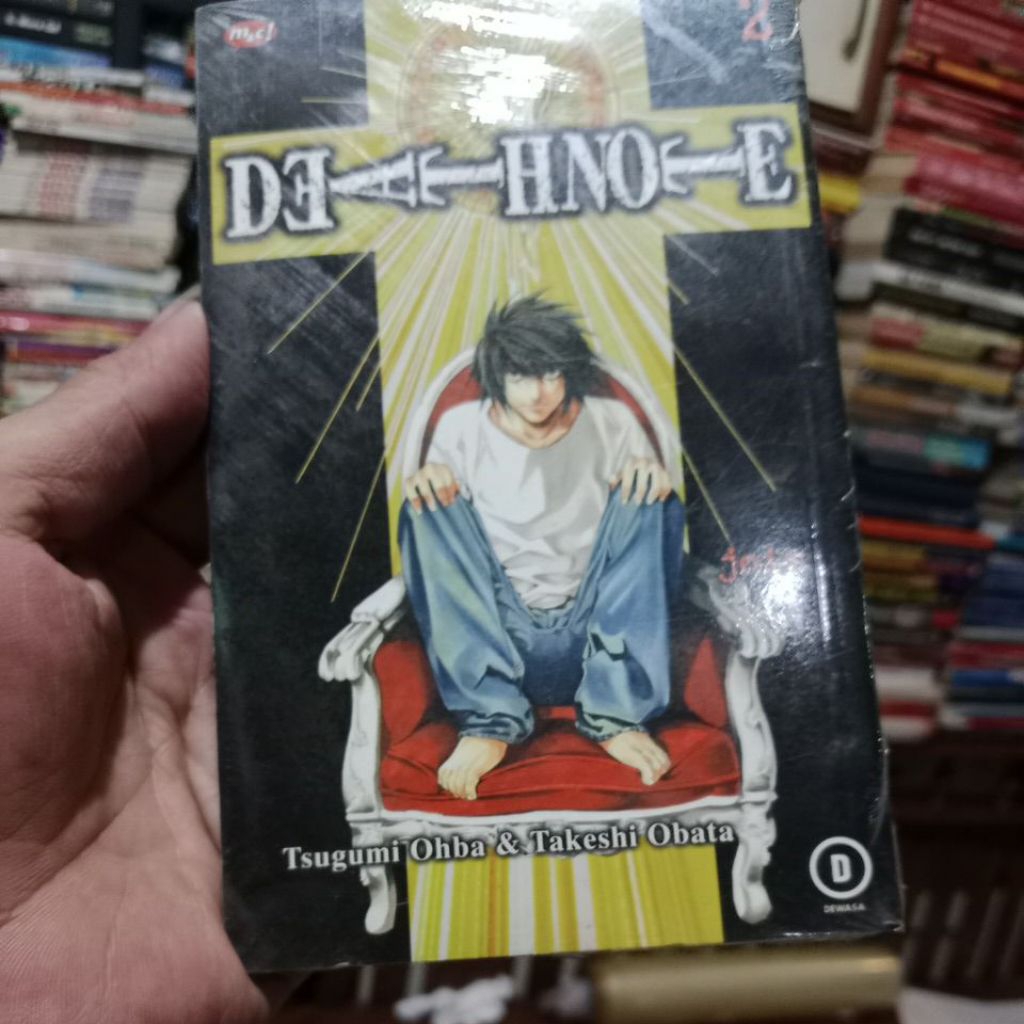 m&c!
2
DEATH NOTE
Tsugumi Ohba & Takeshi Obata
D
DEWASA